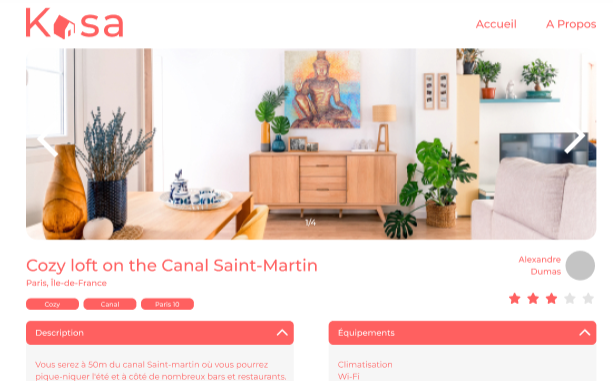 Kasa
Accueil
A Propos
1/4
Cozy loft on the Canal Saint-Martin
Paris, Île-de-France
Alexandre
Dumas
Cozy
Canal
Paris 10
Description
Équipements
Vous serez à 50m du canal Saint-martin où vous pourrez
pique-niquer l'été et à côté de nombreux bars et restaurants.
Climatisation
Wi-Fi